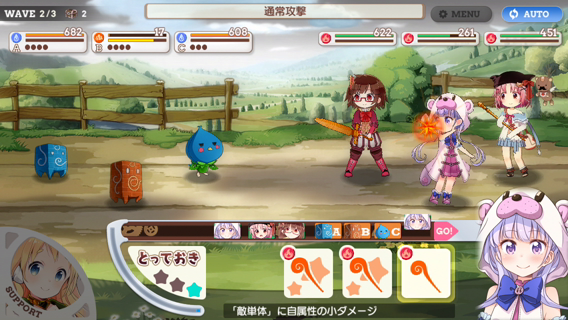 WAVE 2/3 2
通常攻撃
MENU
AUTO
682
17
608
622
261
451
A
B
C
A B C GO!
とっておき
SUPPORT
「敵単体」に自属性の小ダメージ